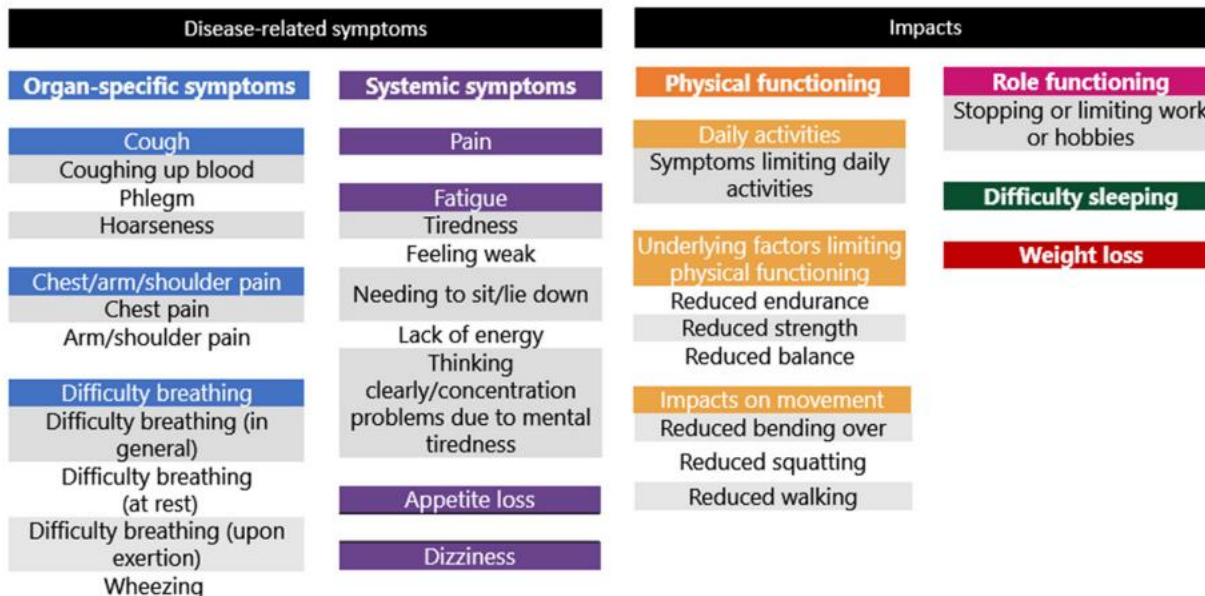 Disease-related symptoms
Organ-specific symptoms
Cough
Coughing up blood
Phlegm
Hoarseness
Chest/arm/shoulder pain
Chest pain
Arm/shoulder pain
Difficulty breathing
Difficulty breathing (in
general)
Difficulty breathing
(at rest)
Difficulty breathing (upon
exertion)
Wheezing
Systemic symptoms
Pain
Fatigue
Tiredness
Feeling weak
Needing to sit/lie down
Lack of energy
Thinking
clearly/concentration
problems due to mental
tiredness
Appetite loss
Dizziness
Impacts
Physical functioning
Daily activities
Symptoms limiting daily
activities
Underlying factors limiting
physical functioning
Reduced endurance
Reduced strength
Reduced balance
Impacts on movement
Reduced bending over
Reduced squatting
Reduced walking
Role functioning
Stopping or limiting work
or hobbies
Difficulty sleeping
Weight loss